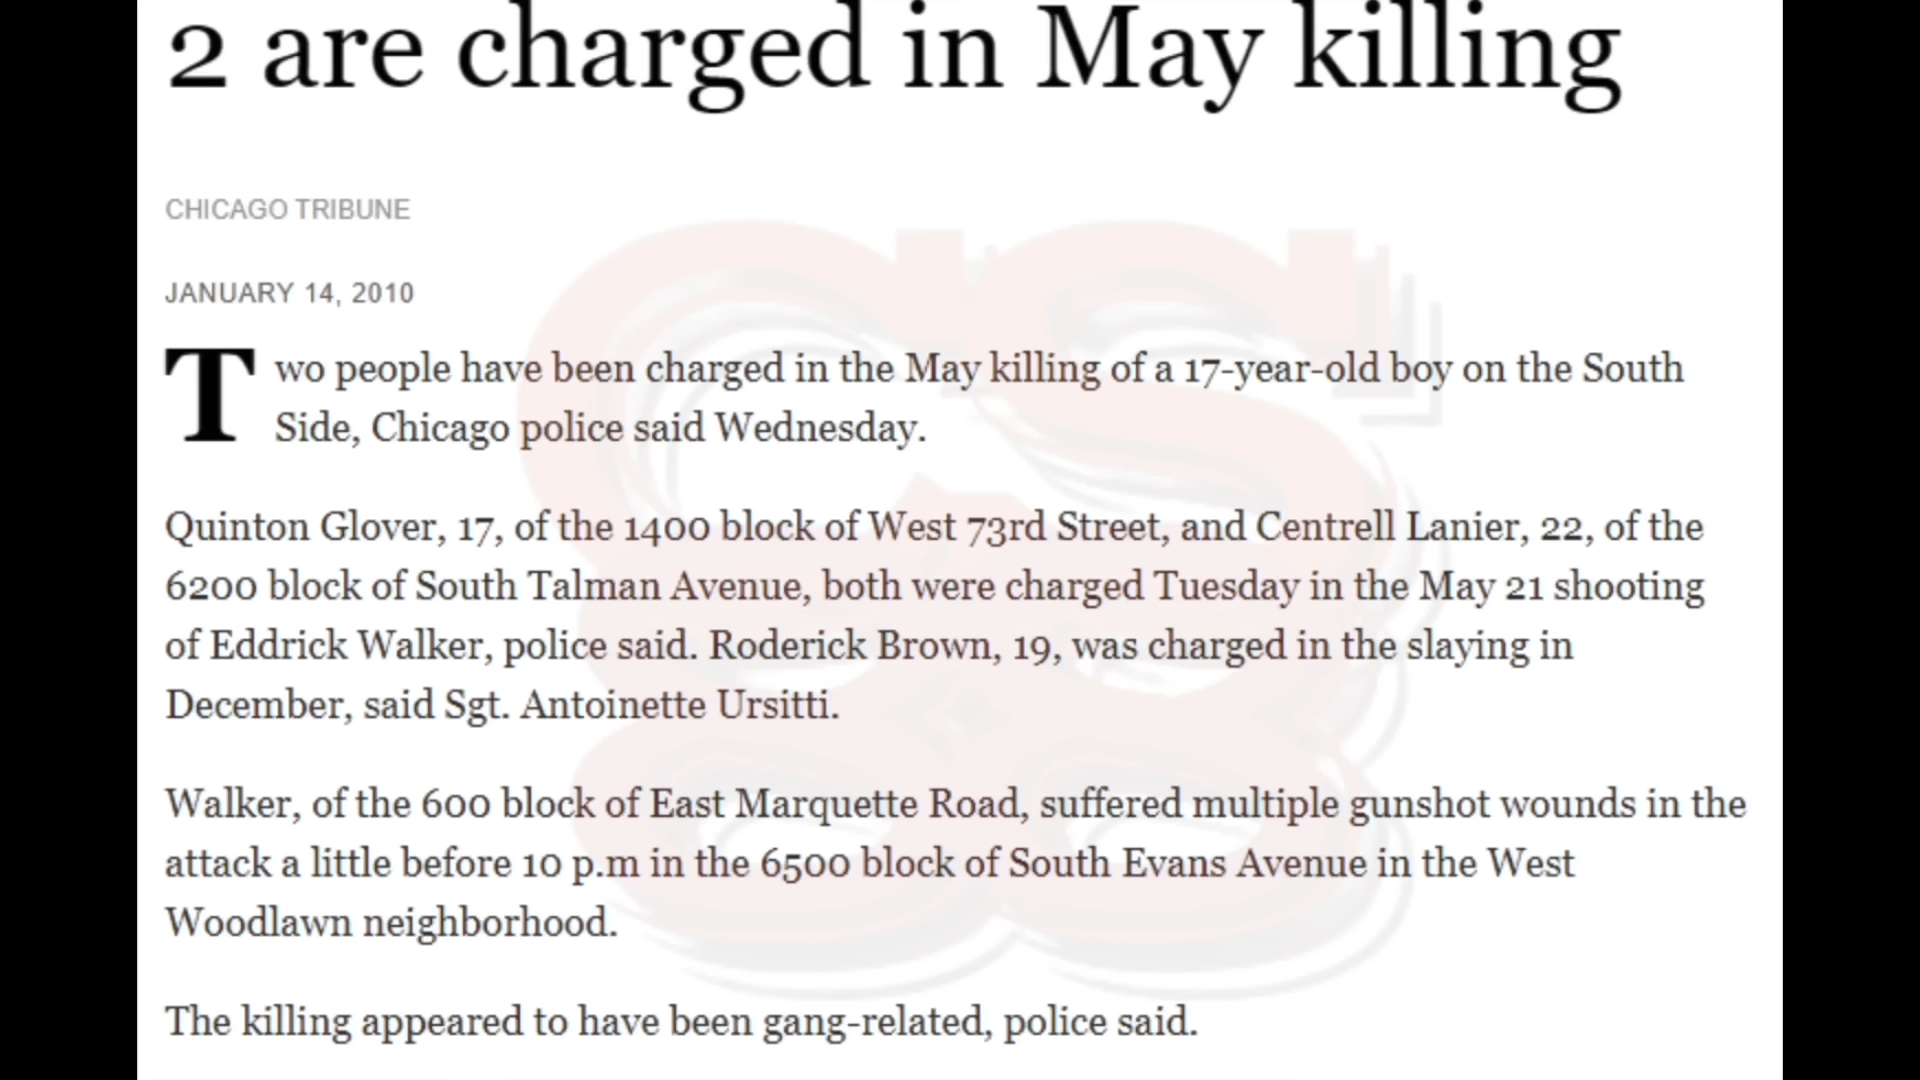 2 are charged in May killing
CHICAGO TRIBUNE
JANUARY 14, 2010
Two people have been charged in the May killing of a 17-year-old boy on the South
Side, Chicago police said Wednesday.
Quinton Glover, 17, of the 1400 block of West 73rd Street, and Centrell Lanier, 22, of the
6200 block of South Talman Avenue, both were charged Tuesday in the May 21 shooting
of Eddrick Walker, police said. Roderick Brown, 19, was charged in the slaying in
December, said Sgt. Antoinette Ursitti.
Walker, of the 600 block of East Marquette Road, suffered multiple gunshot wounds in the
attack a little before 10 p.m in the 6500 block of South Evans Avenue in the West
Woodlawn neighborhood.
The killing appeared to have been gang-related, police said.